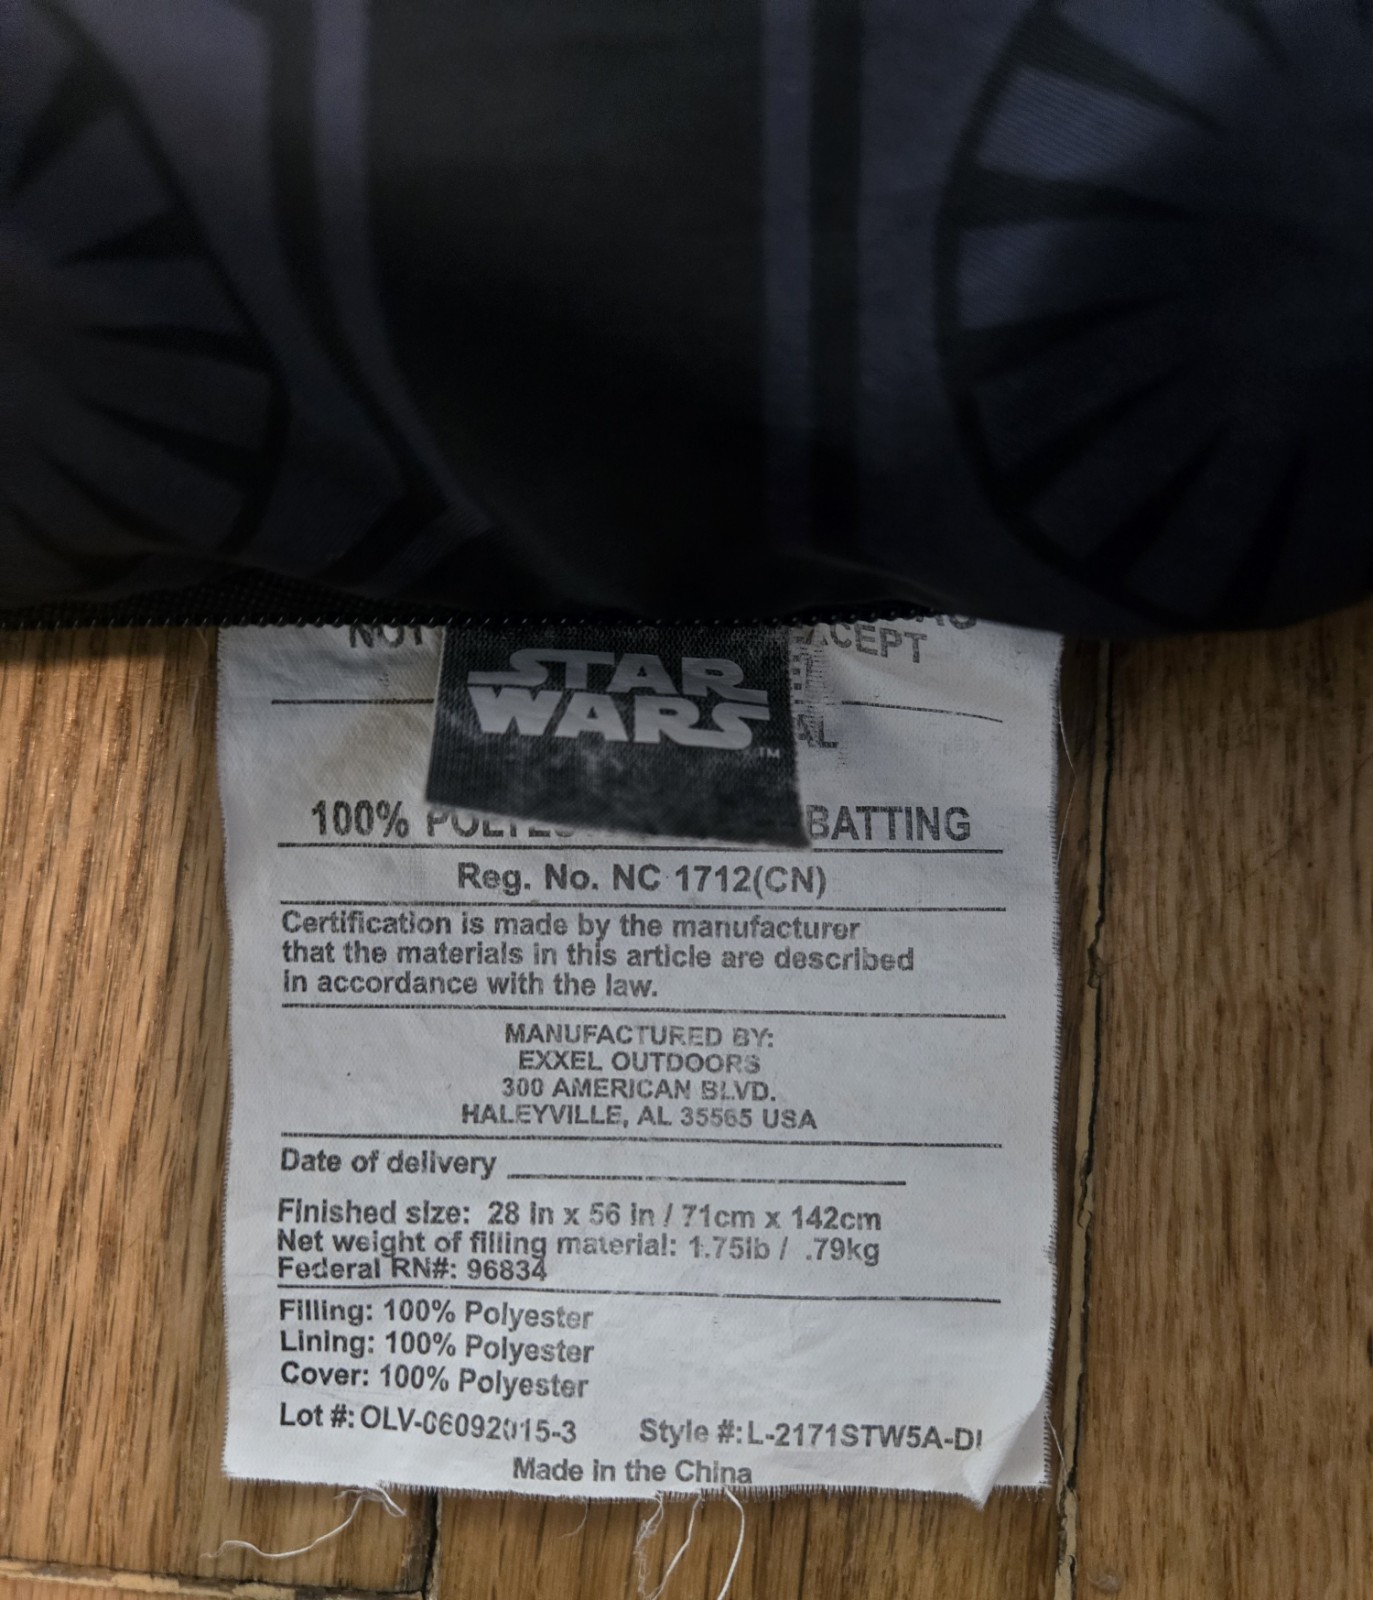 NOT
STAR
WARS
™
100%
BATTING
Reg. No. NC 1712(CN)
Certification is made by the manufacturer
that the materials in this article are described
in accordance with the law.
MANUFACTURED BY:
EXXEL OUTDOORS
300 AMERICAN BLVD.
HALEYVILLE, AL 35565 USA
Date of delivery
Finished size: 28 in x 56 in / 71cm x 142cm
Net weight of filling material: 1.75lb / .79kg
Federal RN#: 96834
Filling: 100% Polyester
Lining: 100% Polyester
Cover: 100% Polyester
Lot #: OLV-06092015-3 Style #: L-2171STW5A-DI
Made in the China